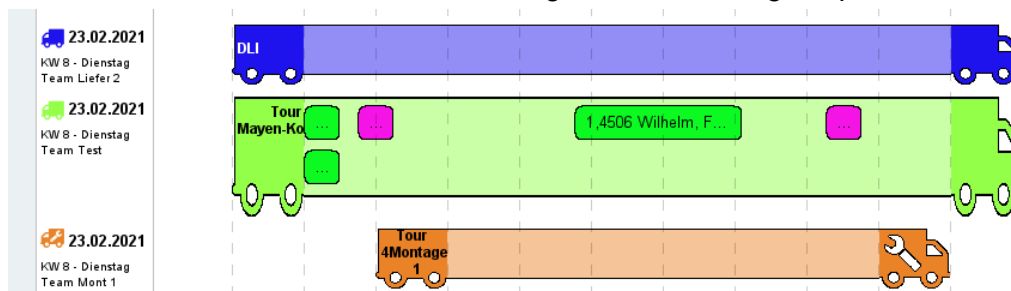 23.02.2021
KW 8 - Dienstag
Team Liefer 2
DLI
23.02.2021
KW 8 - Dienstag
Team Test
Tour
Mayen-Ko
...
...
1,4506 Wilhelm, F...
...
...
23.02.2021
KW 8 - Dienstag
Team Mont 1
Tour
4Montage
1